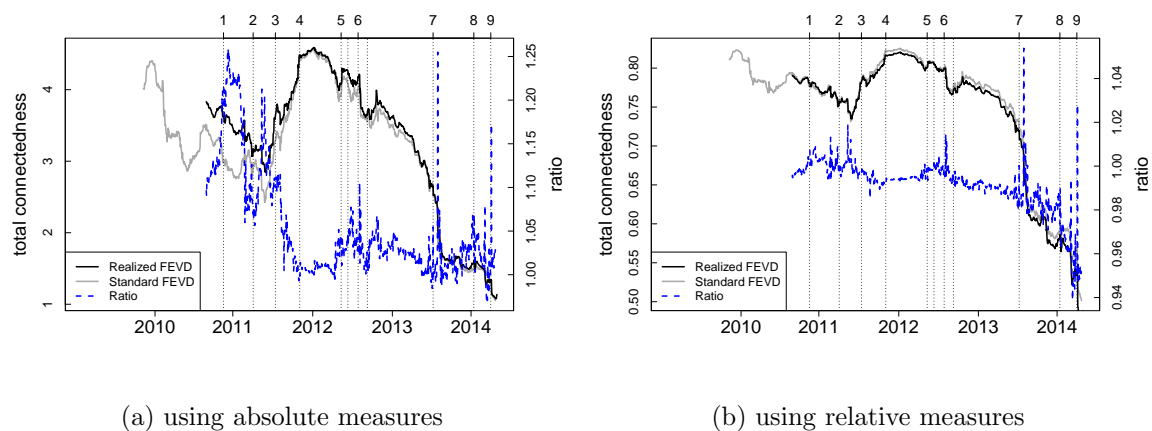 1 2 3 4 5 6 7 8 9
total connectedness
1 2 3 4
1.00 1.05 1.10 1.15 1.20 1.25
ratio
Realized FEVD
Standard FEVD
Ratio
2010 2011 2012 2013 2014
(a) using absolute measures
1 2 3 4 5 6 7 8 9
total connectedness
0.50 0.55 0.60 0.65 0.70 0.75 0.80
0.94 0.96 0.98 1.00 1.02 1.04
ratio
Realized FEVD
Standard FEVD
Ratio
2010 2011 2012 2013 2014
(b) using relative measures